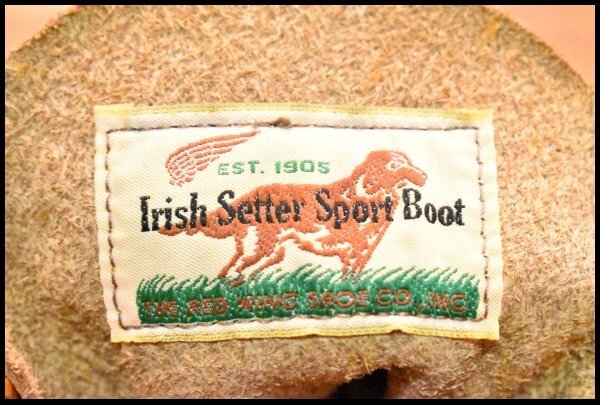 EST. 1905
Irish Setter Sport Boot
THE RED WING SHOE CO., INC